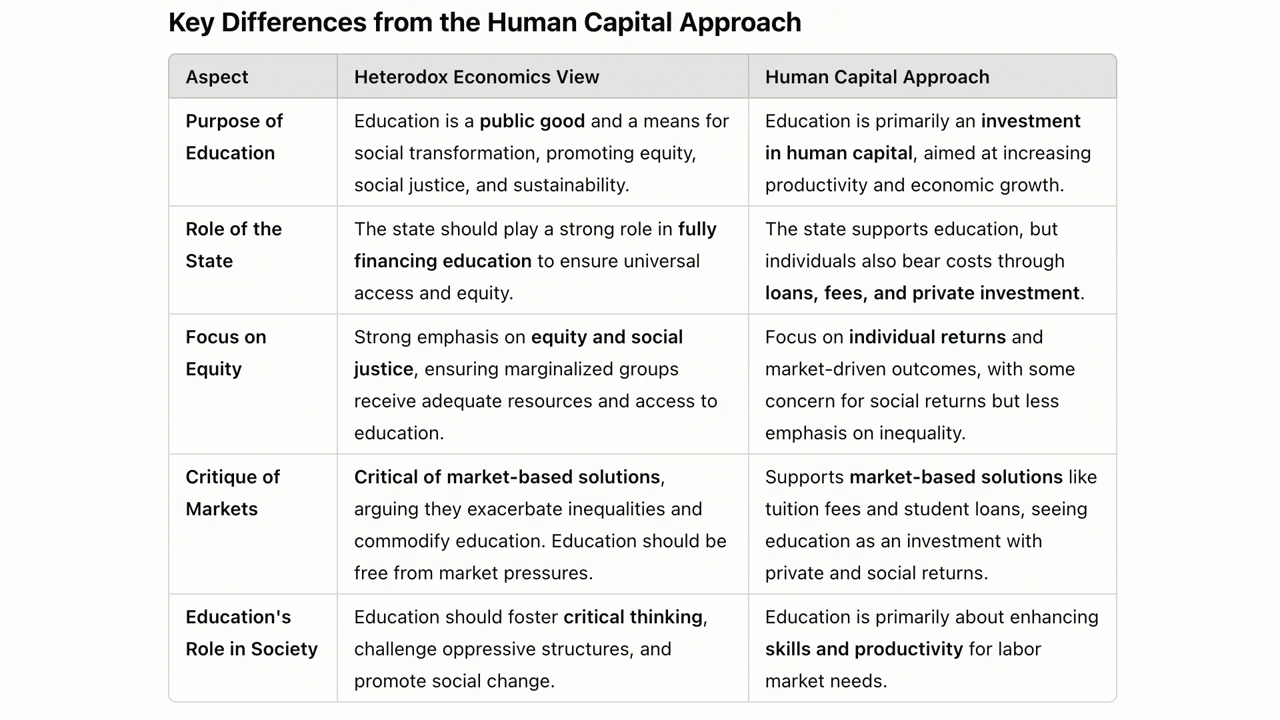 Key Differences from the Human Capital Approach
Aspect
Heterodox Economics View
Human Capital Approach
Purpose of
Education
Education is a public good and a means for
social transformation, promoting equity,
social justice, and sustainability.
Education is primarily an investment
in human capital, aimed at increasing
productivity and economic growth.
Role of the
State
The state should play a strong role in fully
financing education to ensure universal
access and equity.
The state supports education, but
individuals also bear costs through
loans, fees, and private investment.
Focus on
Equity
Strong emphasis on equity and social
justice, ensuring marginalized groups
receive adequate resources and access to
education.
Focus on individual returns and
market-driven outcomes, with some
concern for social returns but less
emphasis on inequality.
Critique of
Markets
Critical of market-based solutions,
arguing they exacerbate inequalities and
commodify education. Education should be
free from market pressures.
Supports market-based solutions like
tuition fees and student loans, seeing
education as an investment with
private and social returns.
Education's
Role in Society
Education should foster critical thinking,
challenge oppressive structures, and
promote social change.
Education is primarily about enhancing
skills and productivity for labor
market needs.